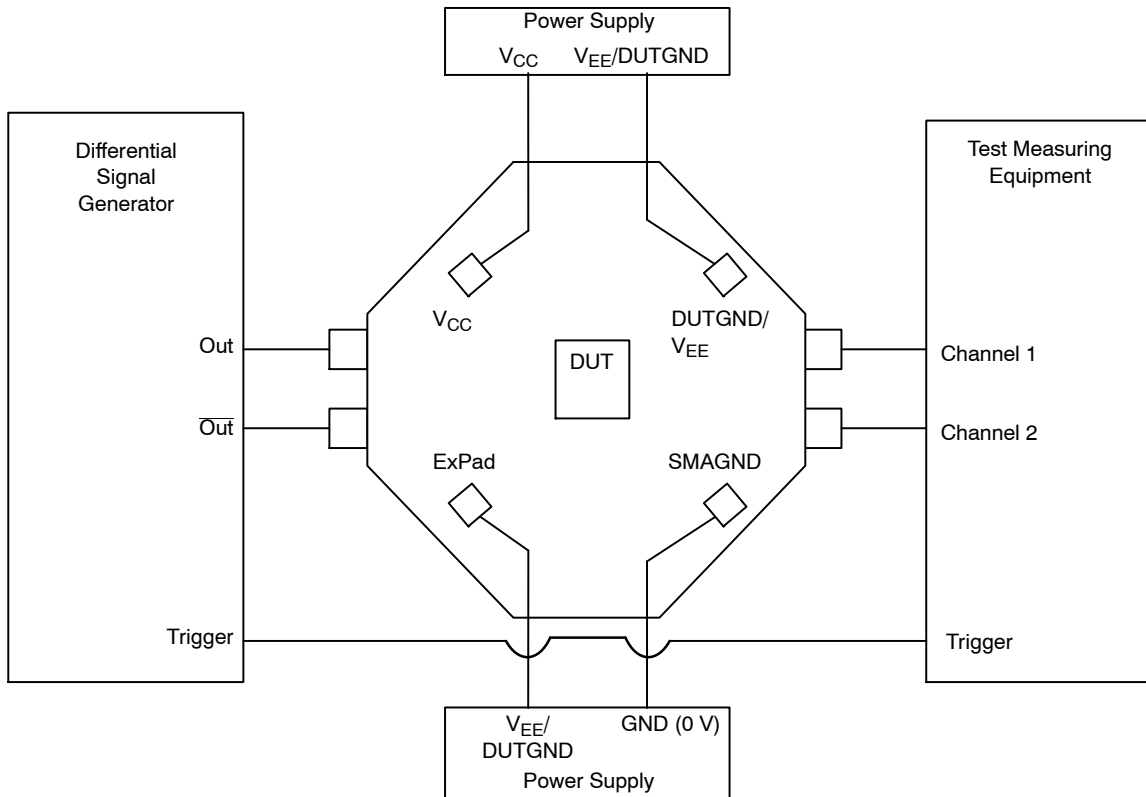 Power Supply
VCC VEE/DUTGND
Differential
Signal
Generator
Test Measuring
Equipment
VCC
DUTGND/
VEE
Out
DUT
Channel 1
Out
Channel 2
ExPad
SMAGND
Trigger
Trigger
VEE/
DUTGND
GND (0 V)
Power Supply